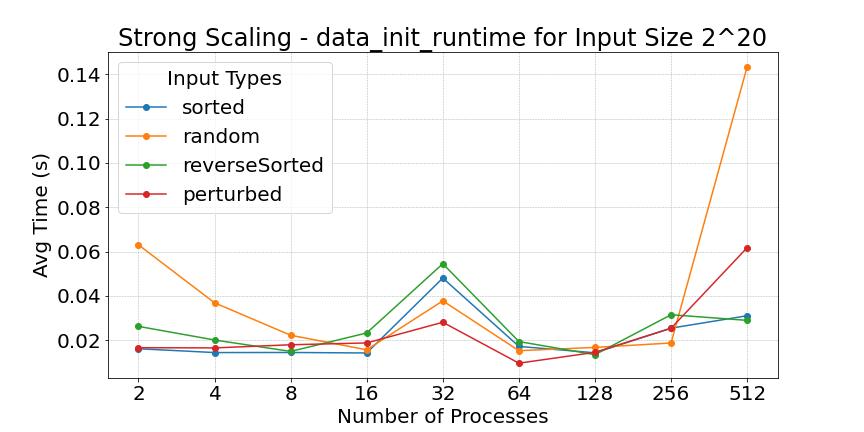 Strong Scaling - data_init_runtime for Input Size 2^20
Avg Time (s)
0.14
0.12
0.10
0.08
0.06
0.04
0.02
Input Types
sorted
random
reverseSorted
perturbed
2 4 8 16 32 64 128 256 512
Number of Processes